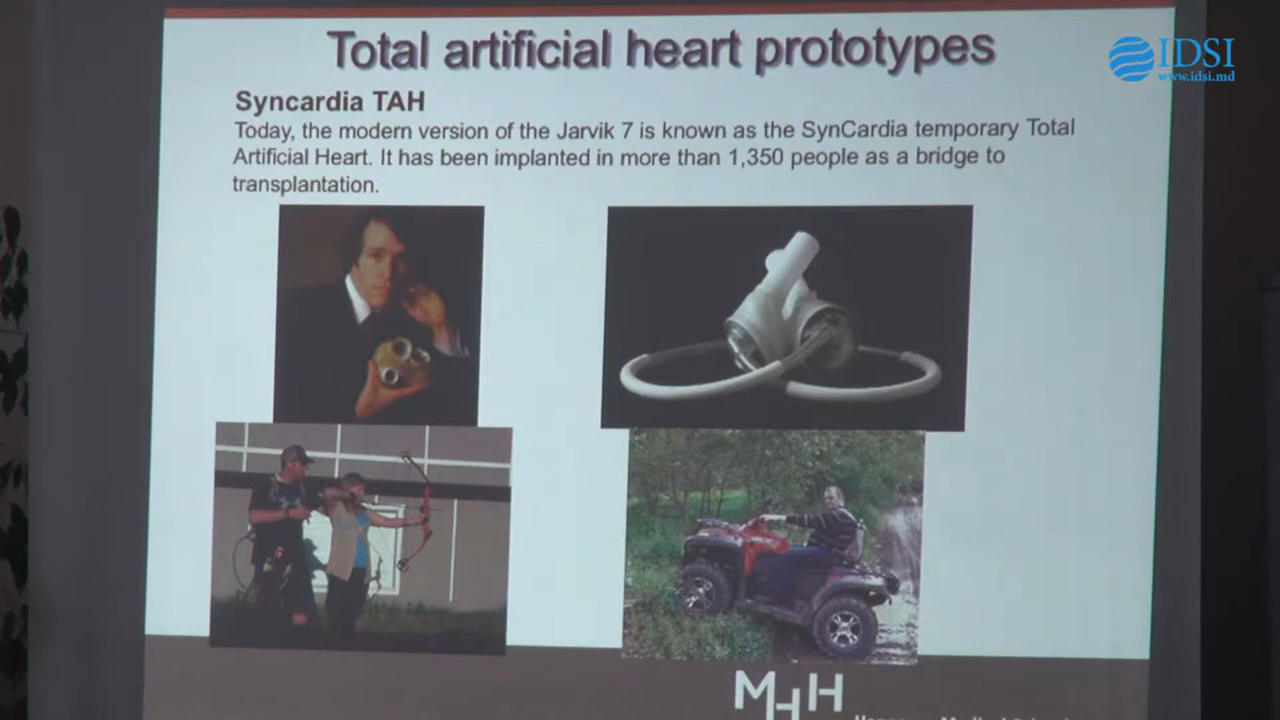 Total artificial heart prototypes
IDSI
www.idsi.md
Syncardia TAH
Today, the modern version of the Jarvik 7 is known as the SynCardia temporary Total
Artificial Heart. It has been implanted in more than 1,350 people as a bridge to
transplantation.
MHH